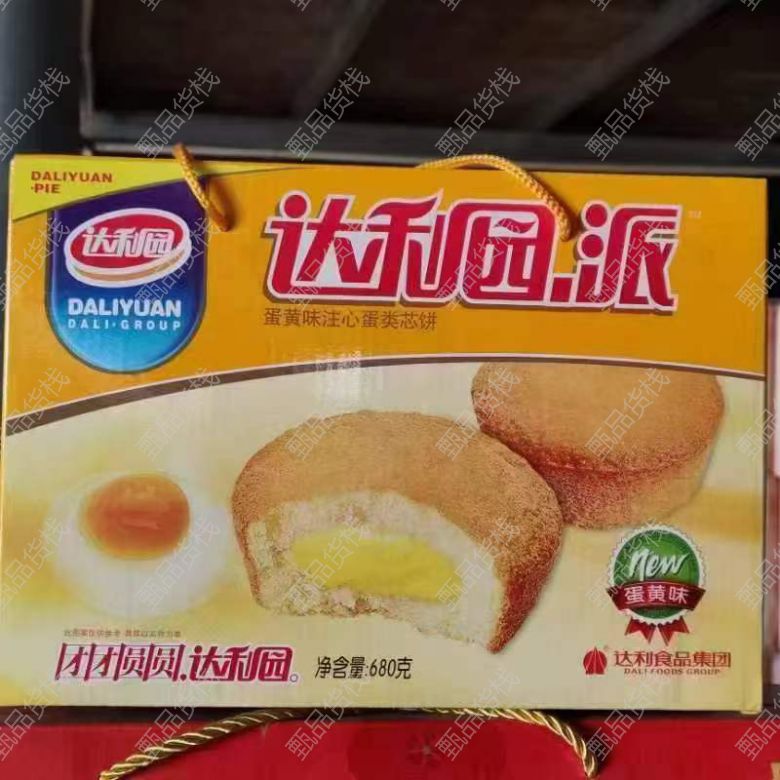 DALIYUAN
·PIE
达利园
DALIYUAN
DALI·GROUP
达利园.派
TM
蛋黄味注心蛋类芯饼
New
蛋黄味
团团圆圆.达利园。
净含量:680克
达利食品集团
DALI FOODS GROUP
甄品货栈